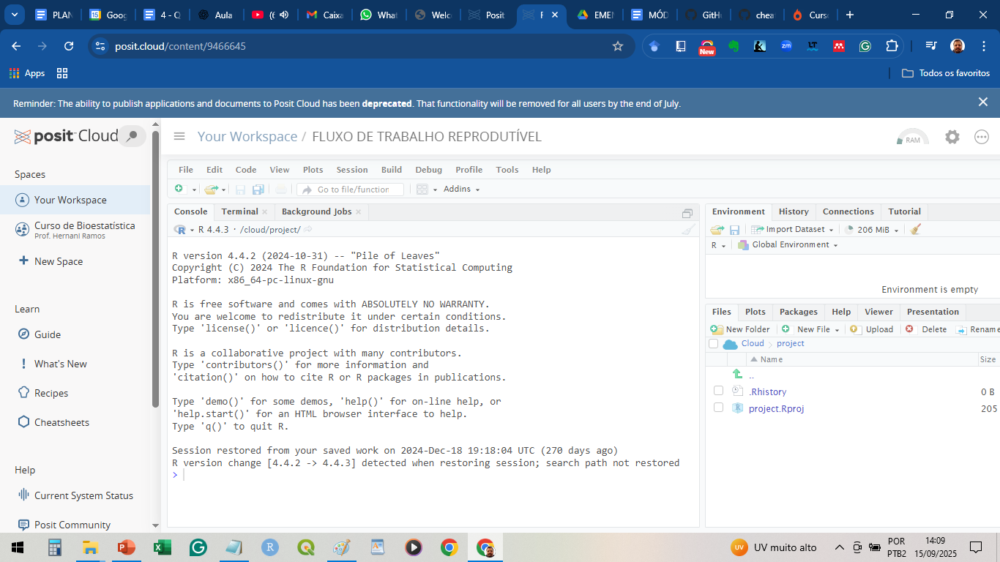 PLAN
Goog
4 - Q
Aula
(6
Caixa
What
Welc
Posit
F
EMEN
MÓD
GitHu
chea
Curs
posit.cloud/content/9466645
New
Apps
Todos os favoritos
Reminder: The ability to publish applications and documents to Posit Cloud has been deprecated. That functionality will be removed for all users by the end of July.
posit Cloud
Your Workspace / FLUXO DE TRABALHO REPRODUTÍVEL
RAM
Spaces
Your Workspace
Curso de Bioestatística
Prof. Hernani Ramos
New Space
Learn
Guide
What's New
Recipes
Cheatsheets
Help
Current System Status
Posit Community
File Edit Code View Plots Session Build Debug Profile Tools Help
Go to file/function
Addins
Console Terminal Background Jobs
R 4.4.3 · /cloud/project/
R version 4.4.2 (2024-10-31) -- "Pile of Leaves"
Copyright (C) 2024 The R Foundation for Statistical Computing
Platform: x86_64-pc-linux-gnu
R is free software and comes with ABSOLUTELY NO WARRANTY.
You are welcome to redistribute it under certain conditions.
Type 'license()' or 'licence()' for distribution details.
R is a collaborative project with many contributors.
Type 'contributors()' for more information and
'citation()' on how to cite R or R packages in publications.
Type 'demo()' for some demos, 'help()' for on-line help, or
'help.start()' for an HTML browser interface to help.
Type 'q()' to quit R.
Session restored from your saved work on 2024-Dec-18 19:18:04 UTC (270 days ago)
R version change [4.4.2 -> 4.4.3] detected when restoring session; search path not restored
>
Environment History Connections Tutorial
Import Dataset 206 MiB
R Global Environment
Environment is empty
Files Plots Packages Help Viewer Presentation
New Folder New File Upload Delete Rename
Cloud project
Name Size
..
.Rhistory 0 B
project.Rproj 205
UV UV muito alto
POR
PTB2
14:09
15/09/2025